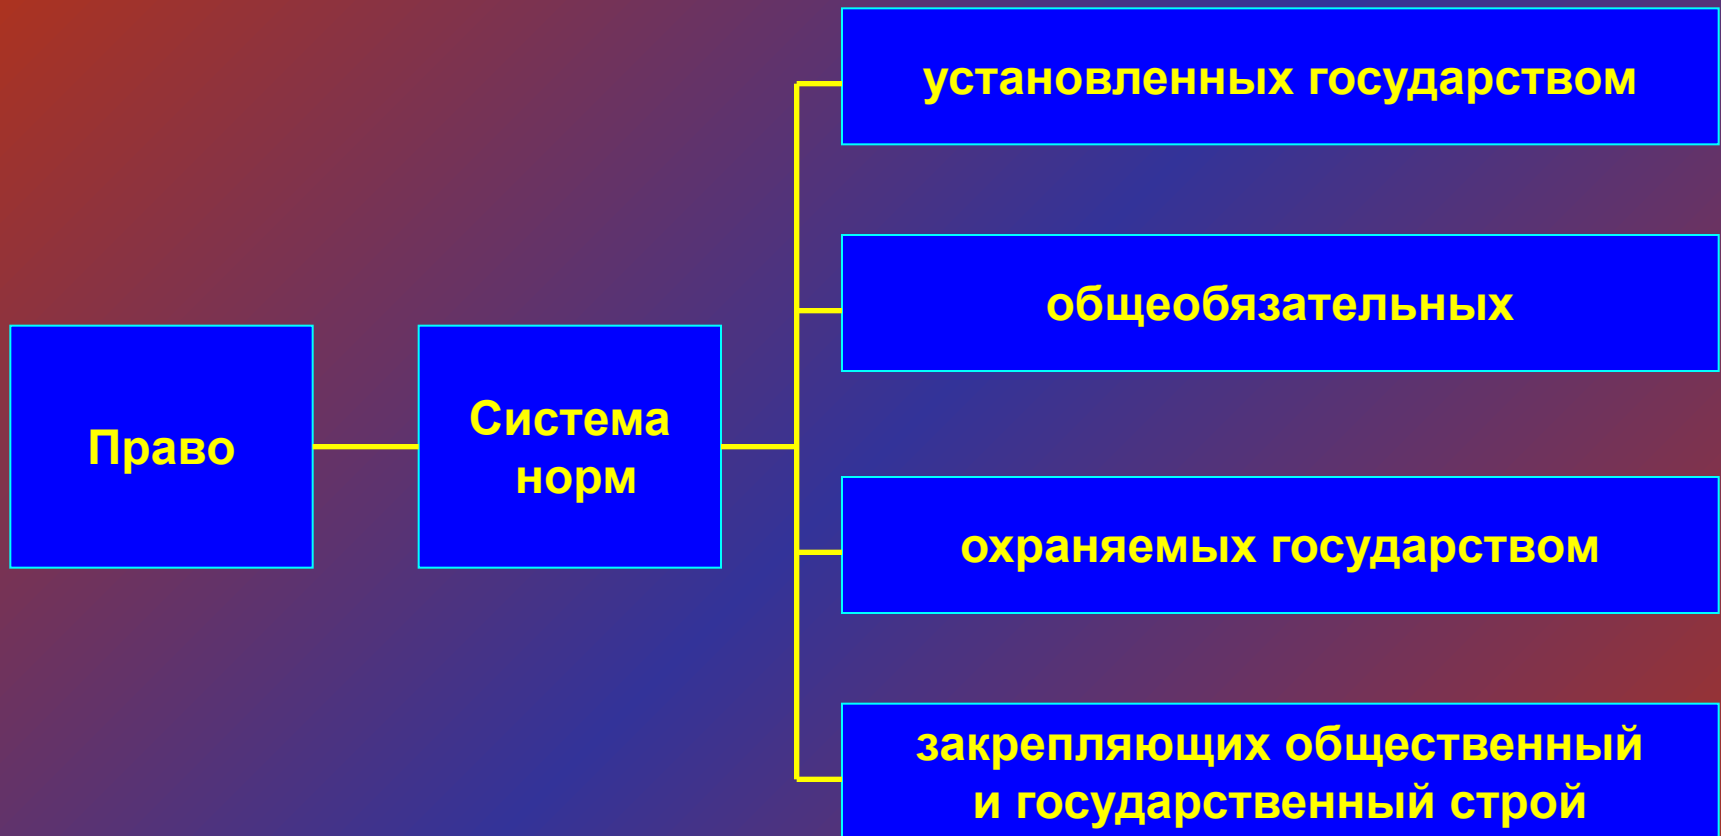 Право
Система
норм
установленных государством
общеобязательных
охраняемых государством
закрепляющих общественный
и государственный строй